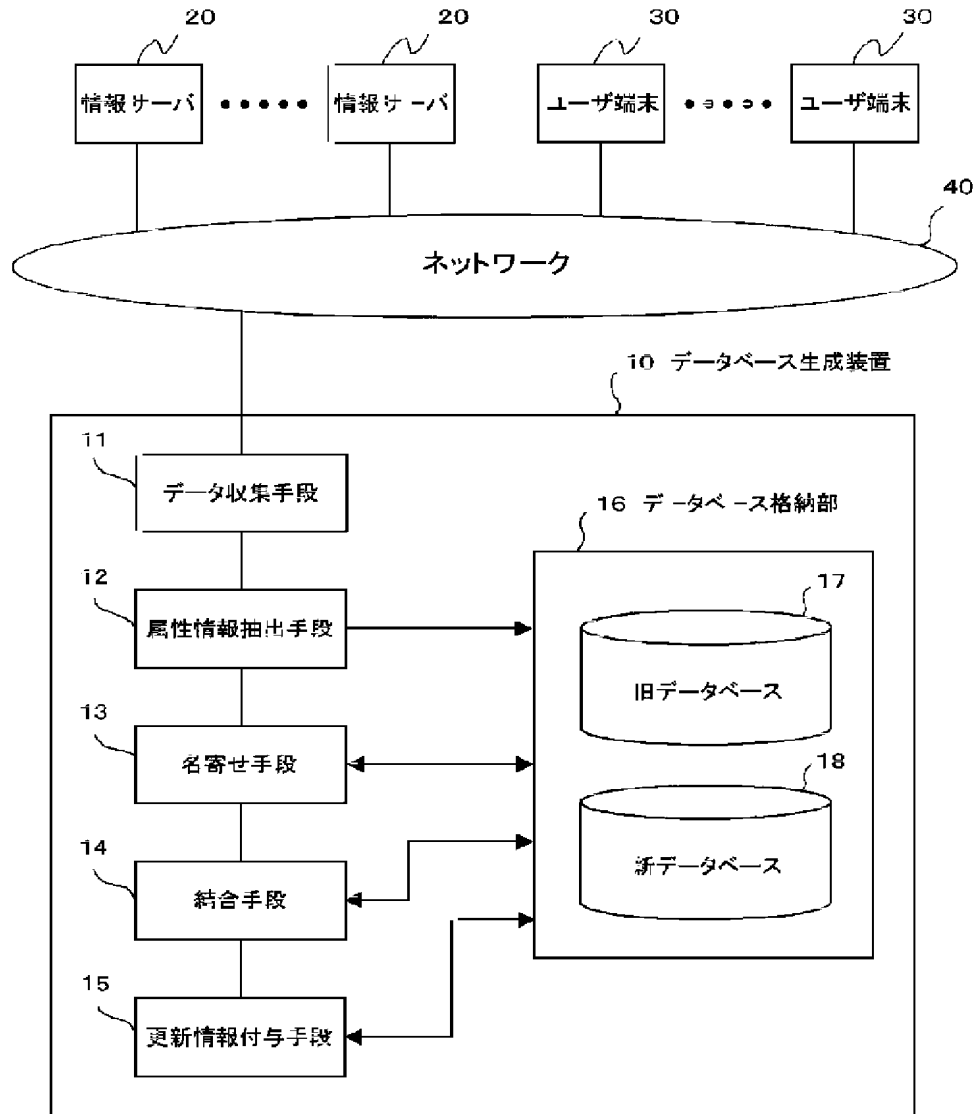 20
20
30
30
情報サーバ
情報サーバ
ユーザ端末
ユーザ端末
40
ネットワーク
10 データベース生成装置
11
データ収集手段
16 データベース格納部
12
属性情報抽出手段
17
旧データベース
13
名寄せ手段
18
新データベース
14
結合手段
15
更新情報付与手段